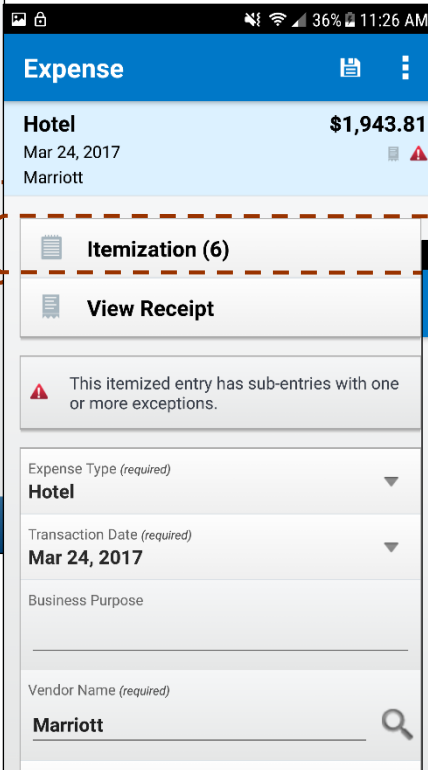 36% 11:26 AM
Expense
Hotel $1,943.81
Mar 24, 2017
Marriott
Itemization (6)
View Receipt
This itemized entry has sub-entries with one
or more exceptions.
Expense Type (required)
Hotel
Transaction Date (required)
Mar 24, 2017
Business Purpose
Vendor Name (required)
Marriott